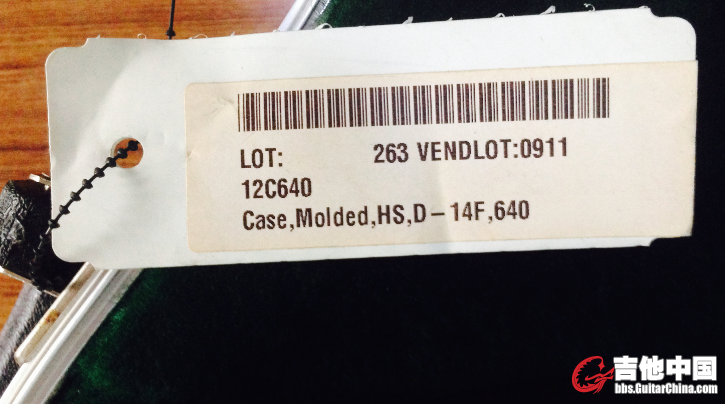 LOT: 263 VENDLOT:0911
12C640
Case,Molded,HS,D-14F,640
吉他中国
bbs.GuitarChina.com